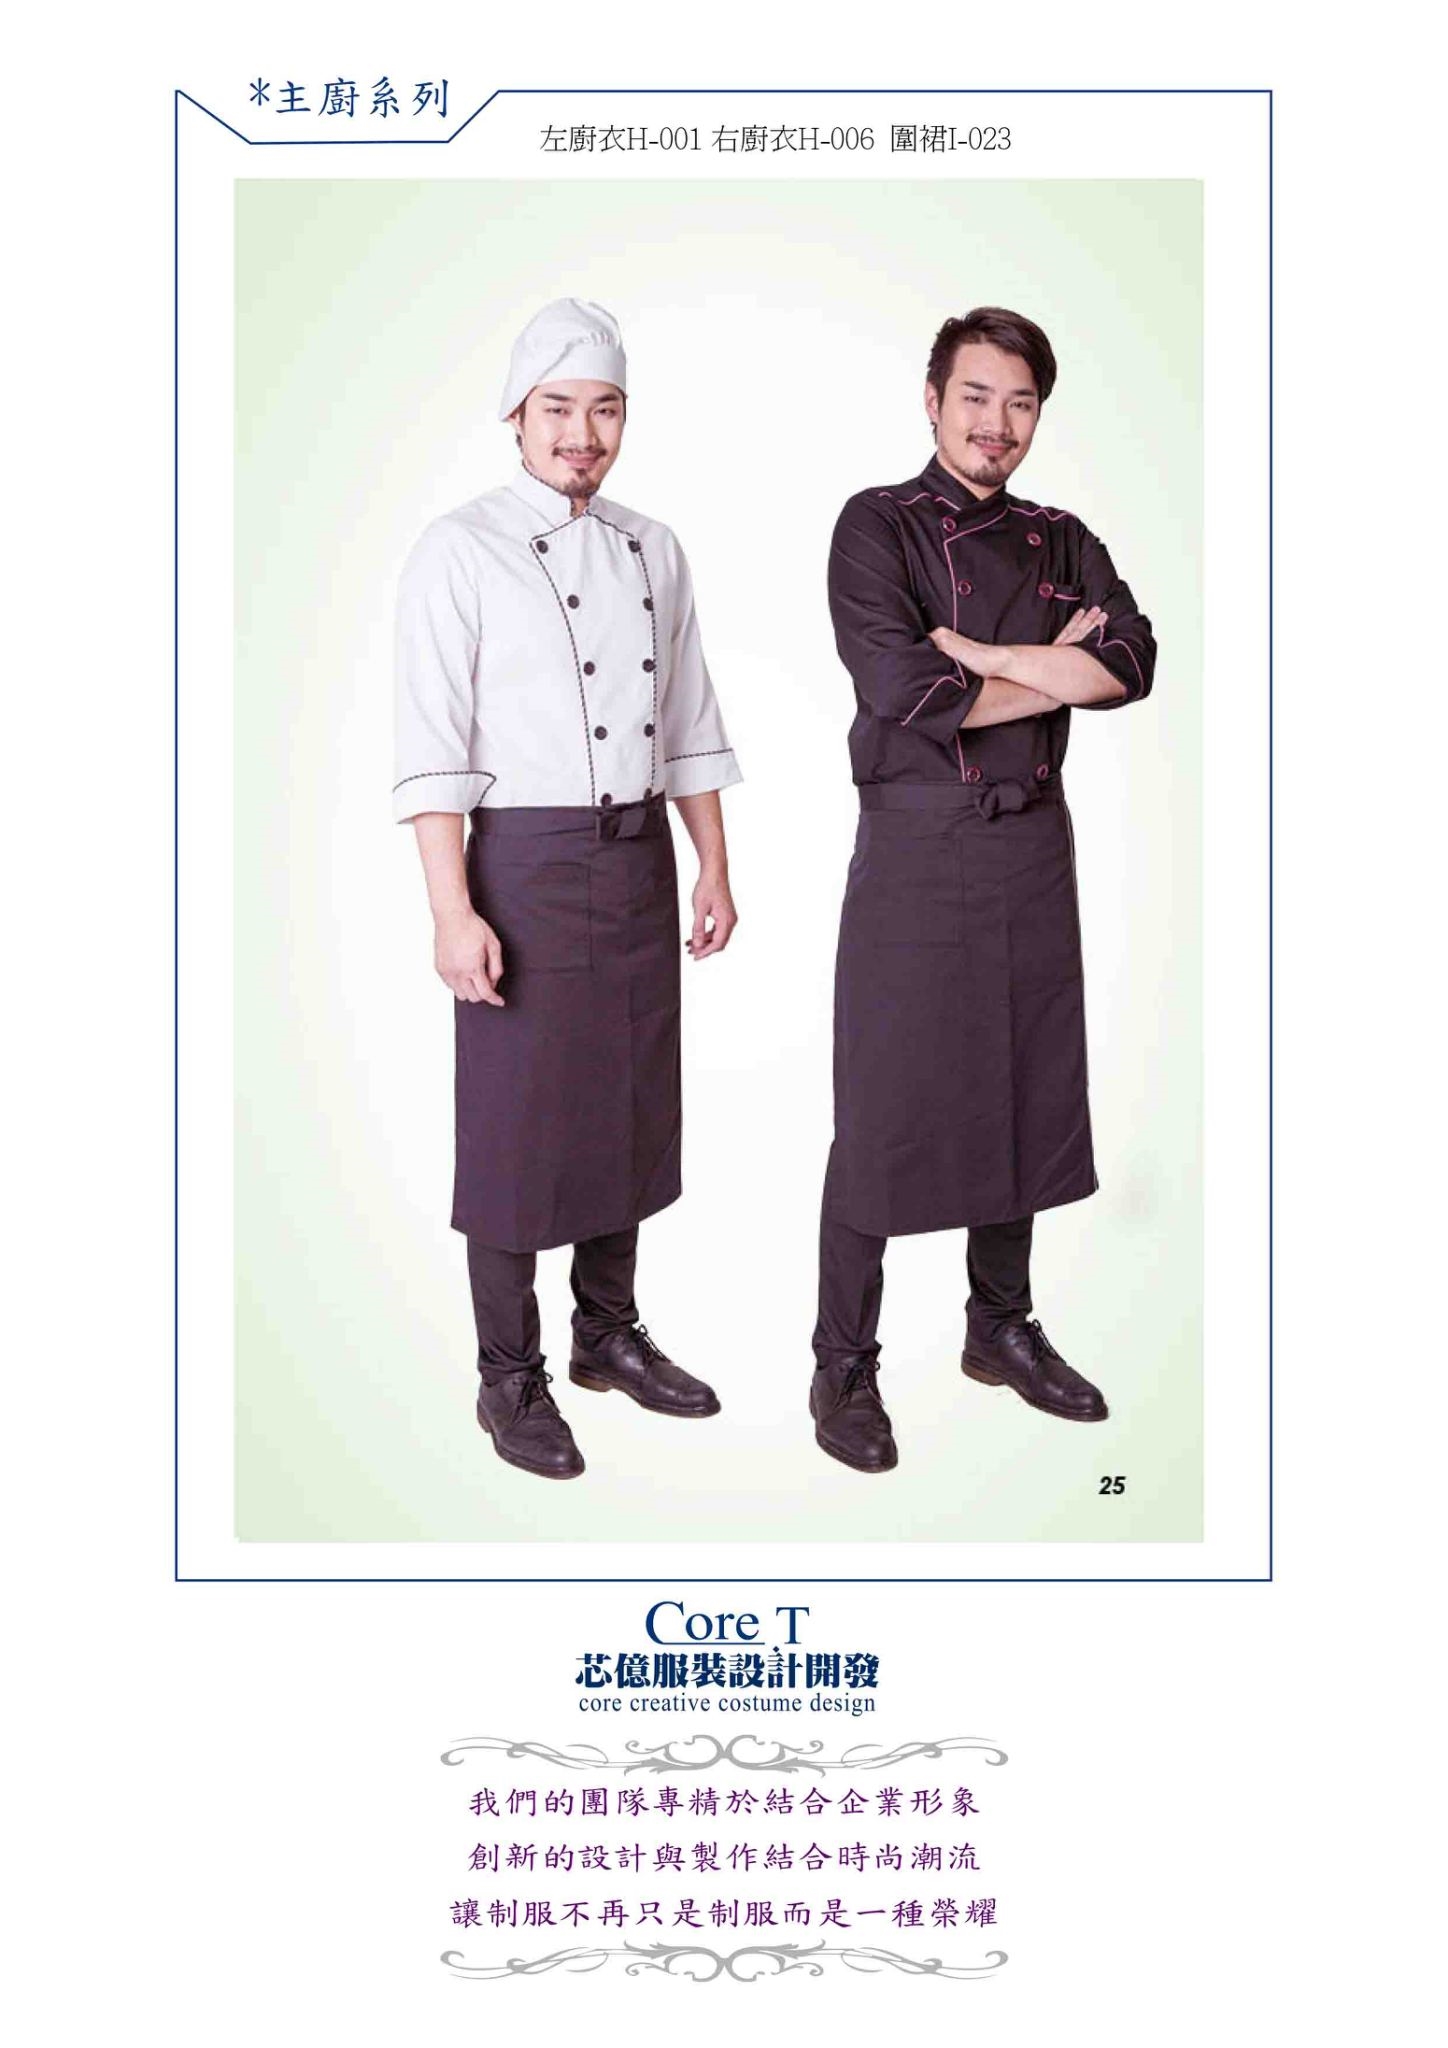 *主廚系列
左廚衣H-001 右廚衣H-006 圍裙I-023
25
Core T
芯億服裝設計開發
core creative costume design
我們的團隊專精於結合企業形象
創新的設計與製作結合時尚潮流
讓制服不再只是制服而是一種榮耀